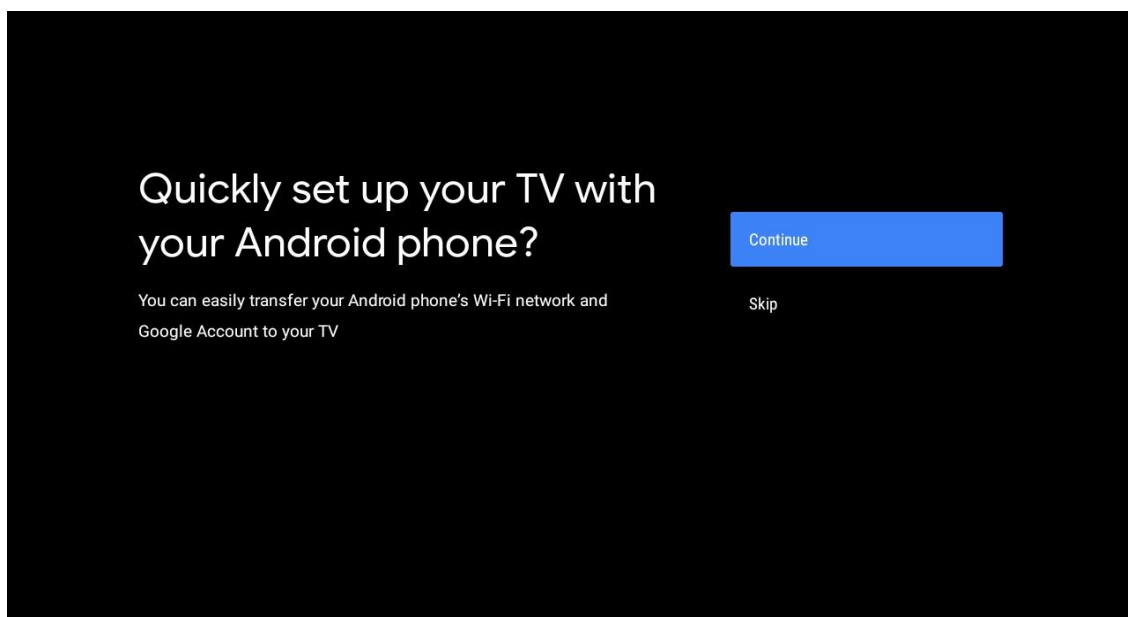 Quickly set up your TV with
your Android phone?
You can easily transfer your Android phone's Wi-Fi network and
Google Account to your TV
Continue
Skip